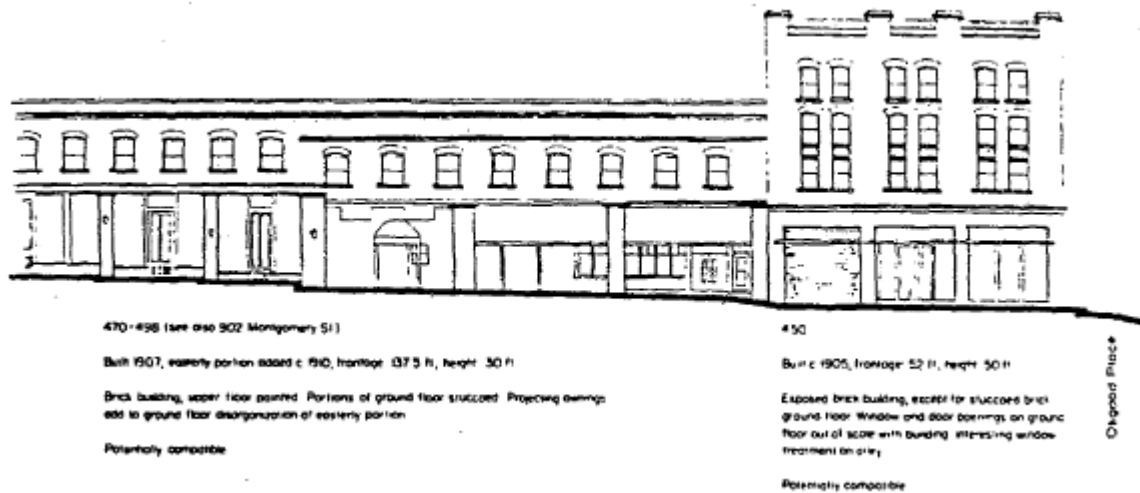 470-498 (see also 902 Montgomery St)
Built 1907, easterly portion added c 1910, frontage 137.5 ft, height 30 ft
Brick building, upper floor painted. Portions of ground floor stuccoed. Projecting awnings
add to ground floor disorganization of easterly portion
Potentially compatible
450
Built c 1905, frontage 52 ft, height 50 ft
Exposed brick building, except for stuccoed brick
ground floor. Window and door openings on ground
floor out of scale with building. Interesting window
treatment on alley
Potentially compatible
Osgood Place